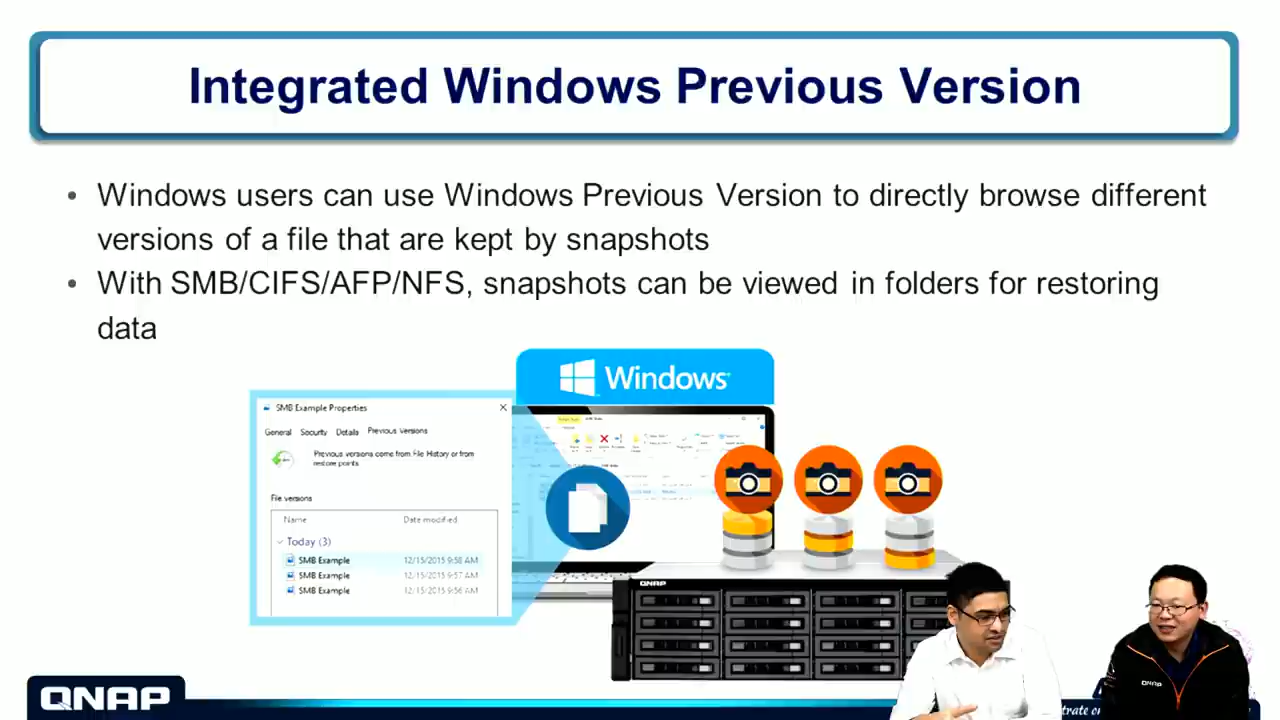 Integrated Windows Previous Version
• Windows users can use Windows Previous Version to directly browse different
versions of a file that are kept by snapshots
• With SMB/CIFS/AFP/NFS, snapshots can be viewed in folders for restoring
data
Windows
SMB Example Properties
General Security Details Previous Versions
Previous versions come from File History or from
restore points.
File versions
Name Date modified
Today (3)
SMB Example 12/15/2015 9:58 AM
SMB Example 12/15/2015 9:57 AM
SMB Example 12/15/2015 9:56 AM
QNAP
QNAP
QNAP
trate on